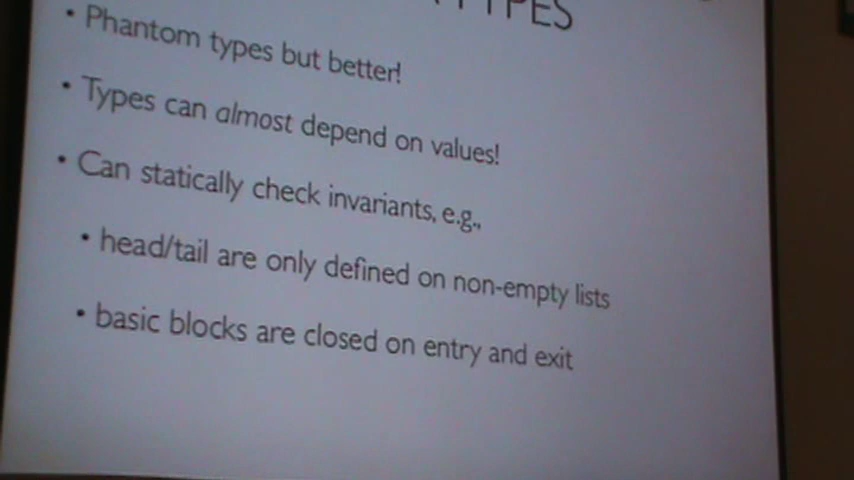 TYPES
• Phantom types but better!
• Types can almost depend on values!
• Can statically check invariants, e.g.,
• head/tail are only defined on non-empty lists
• basic blocks are closed on entry and exit